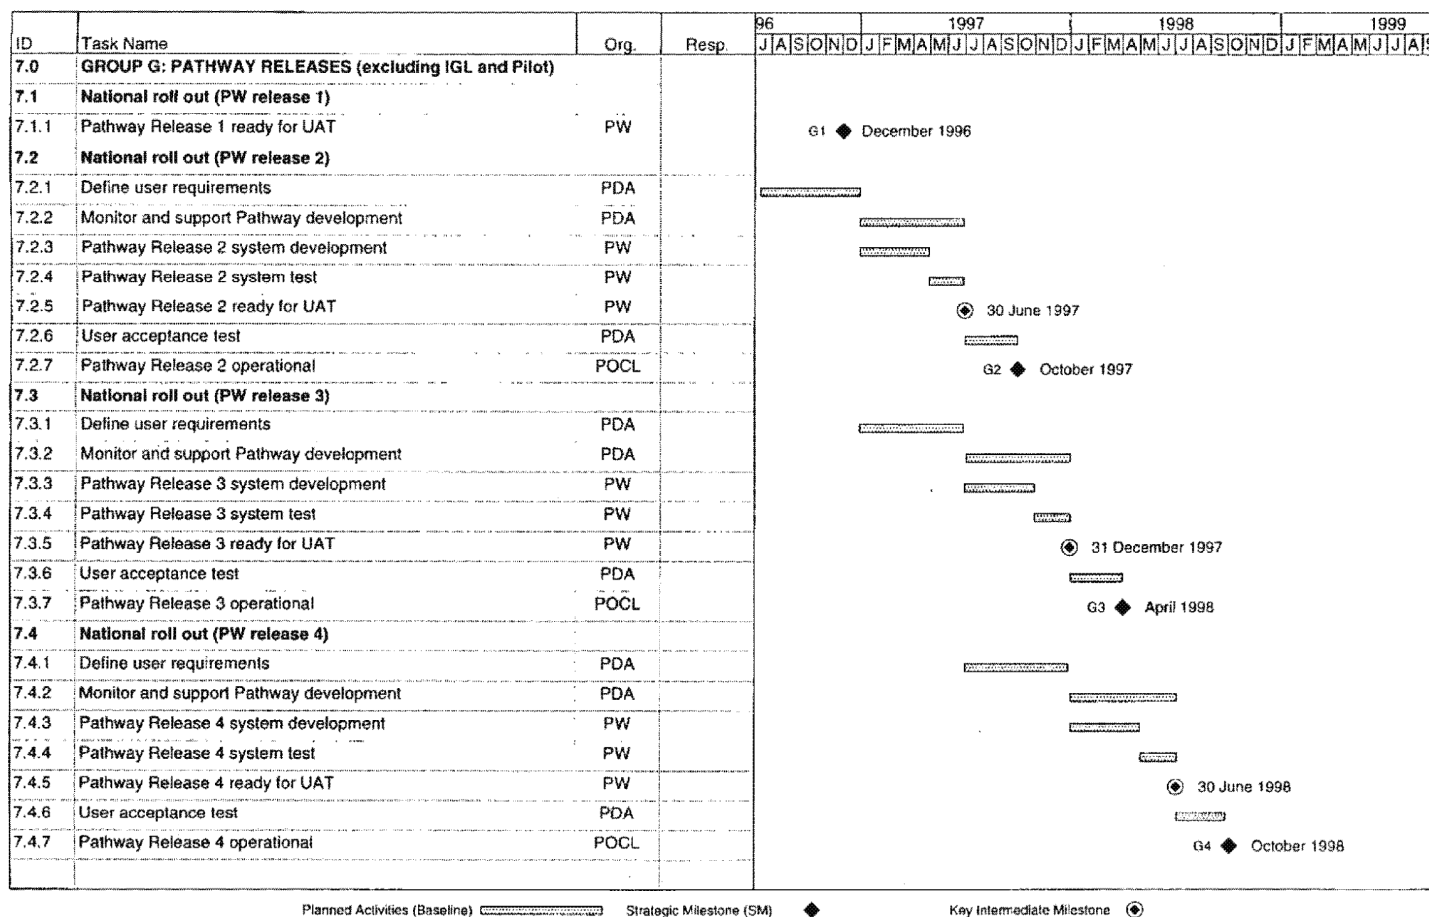 96 1997 1998 1999
ID Task Name Org. Resp. J A S O N D J F M A M J J A S O N D J F M A M J J A S O N D J F M A M J J A S
7.0 GROUP G: PATHWAY RELEASES (excluding IGL and Pilot)
7.1 National roll out (PW release 1)
7.1.1 Pathway Release 1 ready for UAT PW G1 December 1996
7.2 National roll out (PW release 2)
7.2.1 Define user requirements PDA
7.2.2 Monitor and support Pathway development PDA
7.2.3 Pathway Release 2 system development PW
7.2.4 Pathway Release 2 system test PW
7.2.5 Pathway Release 2 ready for UAT PW 30 June 1997
7.2.6 User acceptance test PDA
7.2.7 Pathway Release 2 operational POCL G2 October 1997
7.3 National roll out (PW release 3)
7.3.1 Define user requirements PDA
7.3.2 Monitor and support Pathway development PDA
7.3.3 Pathway Release 3 system development PW
7.3.4 Pathway Release 3 system test PW
7.3.5 Pathway Release 3 ready for UAT PW 31 December 1997
7.3.6 User acceptance test PDA
7.3.7 Pathway Release 3 operational POCL G3 April 1998
7.4 National roll out (PW release 4)
7.4.1 Define user requirements PDA
7.4.2 Monitor and support Pathway development PDA
7.4.3 Pathway Release 4 system development PW
7.4.4 Pathway Release 4 system test PW
7.4.5 Pathway Release 4 ready for UAT PW 30 June 1998
7.4.6 User acceptance test PDA
7.4.7 Pathway Release 4 operational POCL G4 October 1998
Planned Activities (Baseline) Strategic Milestone (SM) Key Intermediate Milestone